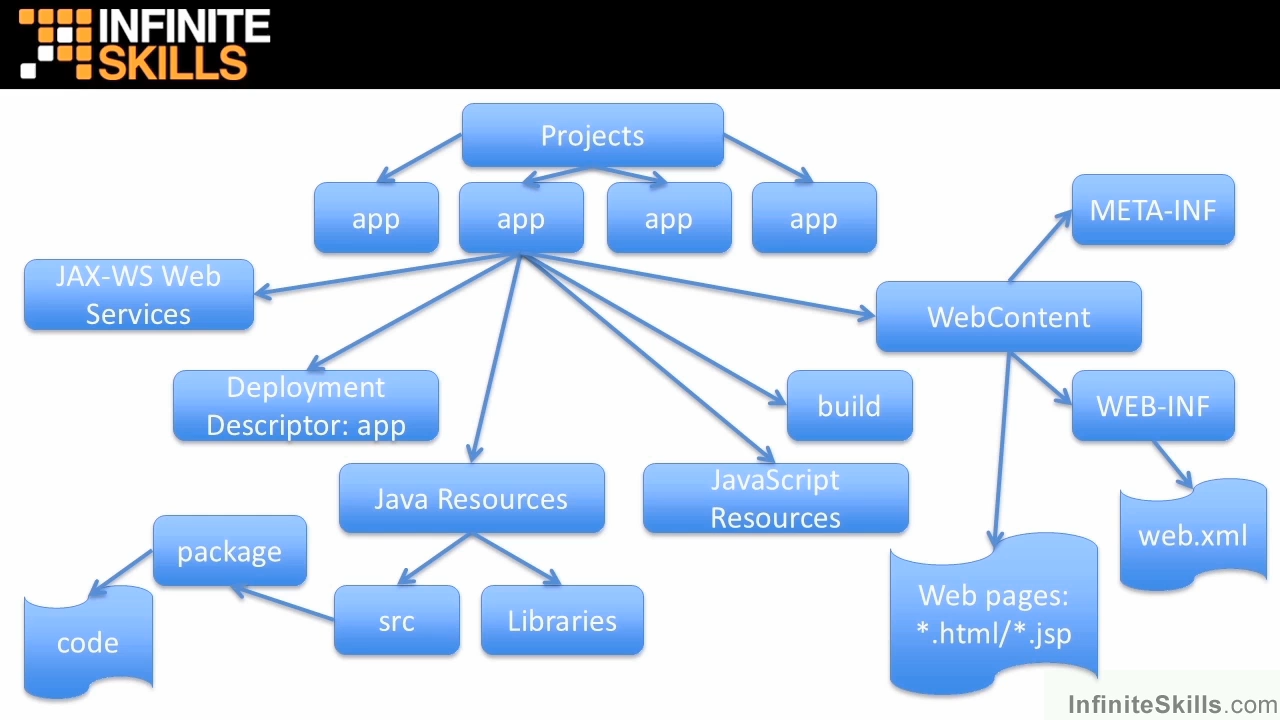 INFINITE
SKILLS
Projects
app
app
app
app
META-INF
JAX-WS Web
Services
WebContent
Deployment
Descriptor: app
build
WEB-INF
Java Resources
JavaScript
Resources
web.xml
package
Web pages:
*.html/*.jsp
src
Libraries
code
InfiniteSkills.com